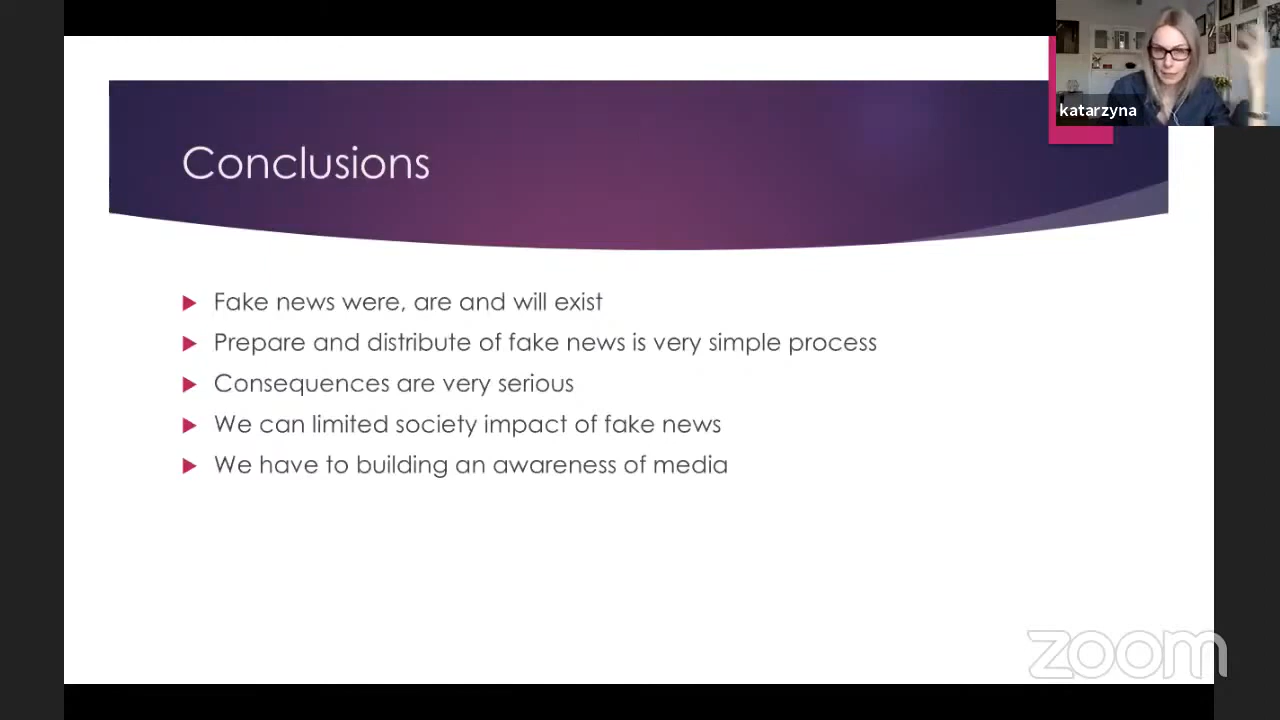 katarzyna
Conclusions
Fake news were, are and will exist
Prepare and distribute of fake news is very simple process
Consequences are very serious
We can limited society impact of fake news
We have to building an awareness of media
zoom